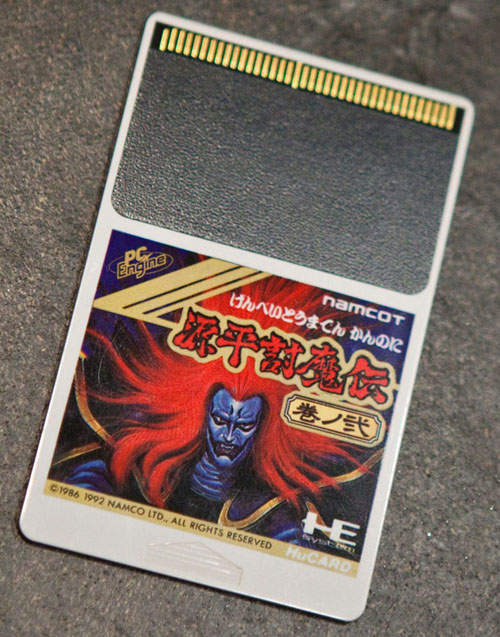 PC Engine
namcoT
げんぺいとうまでん かんのに
源平討魔伝
巻ノ弐
©1986 1992 NAMCO LTD., ALL RIGHTS RESERVED
HE
SYSTEM
HuCARD